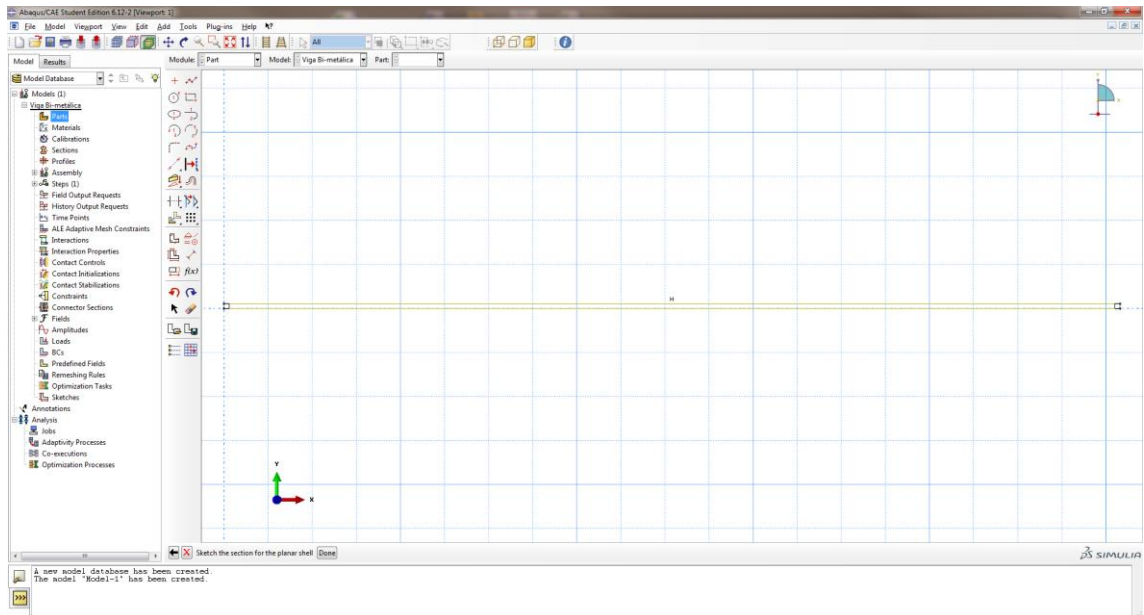 Abaqus/CAE Student Edition 6.12-2 [Viewport: 1]
File Model Viewport View Edit Add Tools Plug-ins Help
All
Model Results
Module: Part Model: Viga Bi-metálica Part:
Model Database
Models (1)
Viga Bi-metálica
Parts
Materials
Calibrations
Sections
Profiles
Assembly
Steps (1)
Field Output Requests
History Output Requests
Time Points
ALE Adaptive Mesh Constraints
Interactions
Interaction Properties
Contact Controls
Contact Initializations
Contact Stabilizations
Constraints
Connector Sections
Fields
Amplitudes
Loads
BCs
Predefined Fields
Remeshing Rules
Optimization Tasks
Sketches
Annotations
Analysis
Jobs
Adaptivity Processes
Co-executions
Optimization Processes
f(x)
H
Y
X
Sketch the section for the planar shell Done
SIMULIA
A new model database has been created.
The model "Model-1" has been created.
>>>